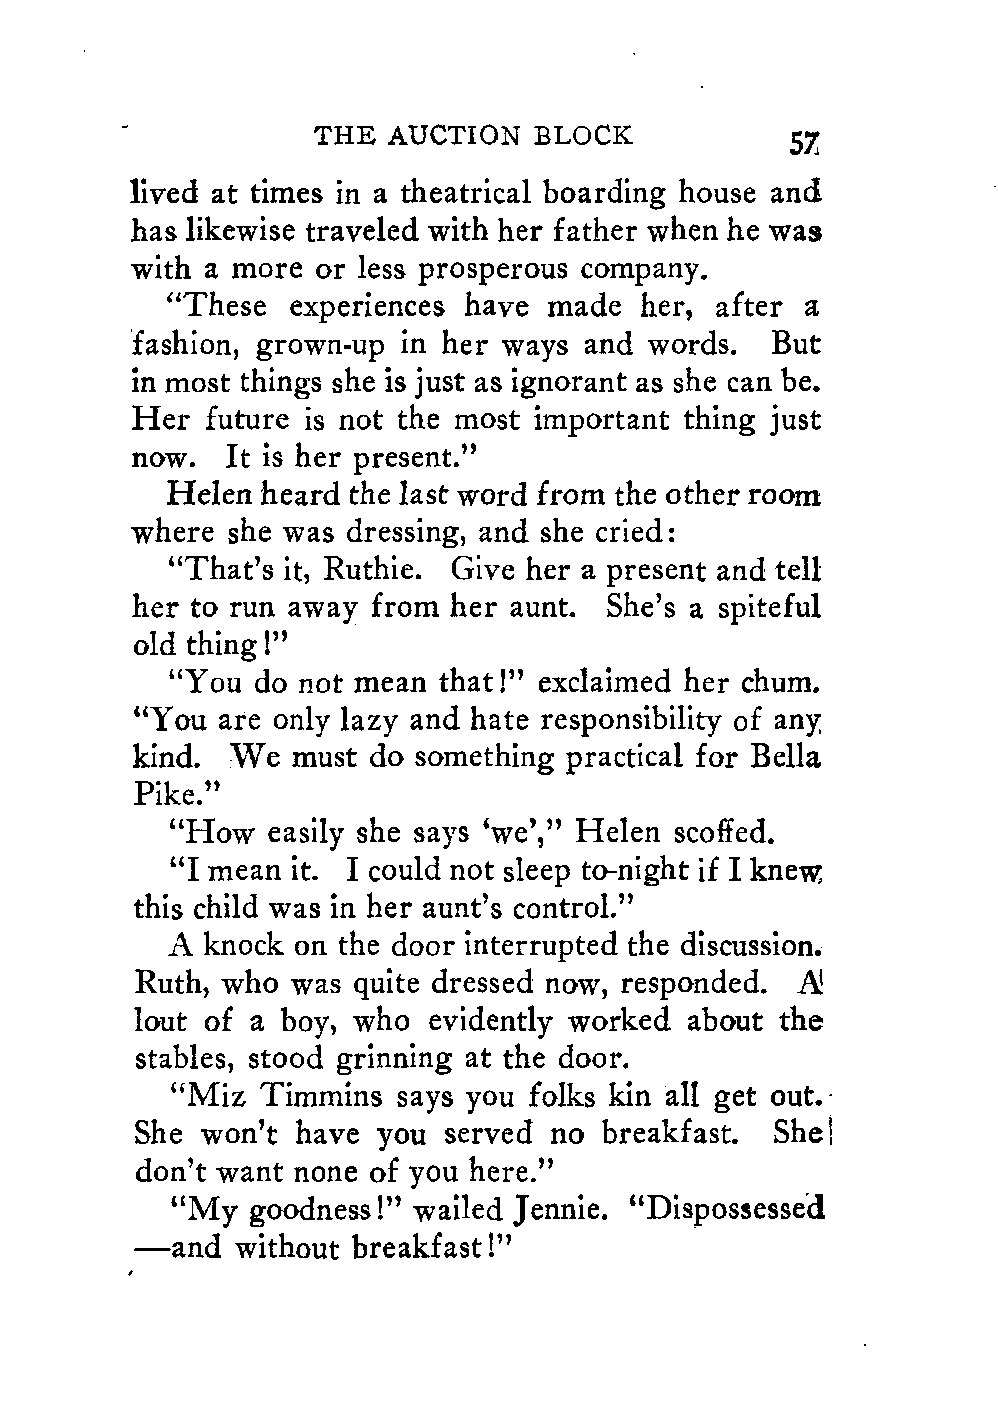 THE AUCTION BLOCK 57
lived at times in a theatrical boarding house and
has likewise traveled with her father when he was
with a more or less prosperous company.
"These experiences have made her, after a
fashion, grown-up in her ways and words. But
in most things she is just as ignorant as she can be.
Her future is not the most important thing just
now. It is her present."
Helen heard the last word from the other room
where she was dressing, and she cried:
"That's it, Ruthie. Give her a present and tell
her to run away from her aunt. She's a spiteful
old thing!"
"You do not mean that!" exclaimed her chum.
"You are only lazy and hate responsibility of any
kind. We must do something practical for Bella
Pike."
"How easily she says 'we'," Helen scoffed.
"I mean it. I could not sleep to-night if I knew
this child was in her aunt's control."
A knock on the door interrupted the discussion.
Ruth, who was quite dressed now, responded. A
lout of a boy, who evidently worked about the
stables, stood grinning at the door.
"Miz Timmins says you folks kin all get out.
She won't have you served no breakfast. She
don't want none of you here."
"My goodness!" wailed Jennie. "Dispossessed
—and without breakfast!"